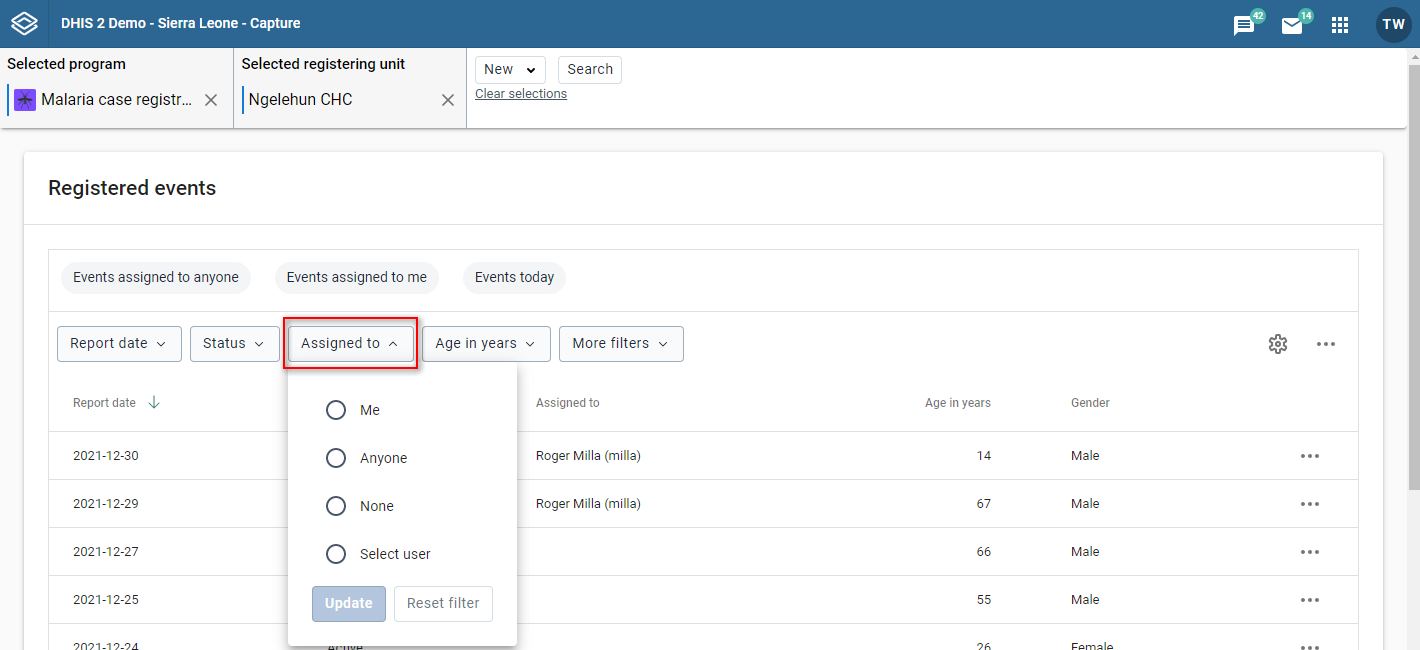 DHIS 2 Demo - Sierra Leone - Capture
42
14
TW
Selected program
Selected registering unit
New
Search
Malaria case registr...
Ngelehun CHC
Clear selections
Registered events
Events assigned to anyone
Events assigned to me
Events today
Report date
Status
Assigned to
Age in years
More filters
Report date
Assigned to
Age in years
Gender
Me
Anyone
None
Select user
Update
Reset filter
2021-12-30
Roger Milla (milla)
14
Male
2021-12-29
Roger Milla (milla)
67
Male
2021-12-27
66
Male
2021-12-25
55
Male
2021-12-24
Active
26
Female